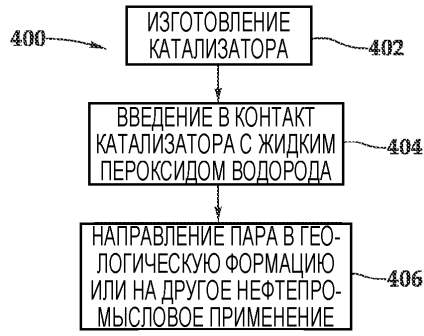 ИЗГОТОВЛЕНИЕ
КАТАЛИЗАТОРА
400
402
ВВЕДЕНИЕ В КОНТАКТ
КАТАЛИЗАТОРА С ЖИДКИМ
ПЕРОКСИДОМ ВОДОРОДА
404
НАПРАВЛЕНИЕ ПАРА В ГЕО-
ЛОГИЧЕСКУЮ ФОРМАЦИЮ
ИЛИ НА ДРУГОЕ НЕФТЕПРО-
МЫСЛОВОЕ ПРИМЕНЕНИЕ
406